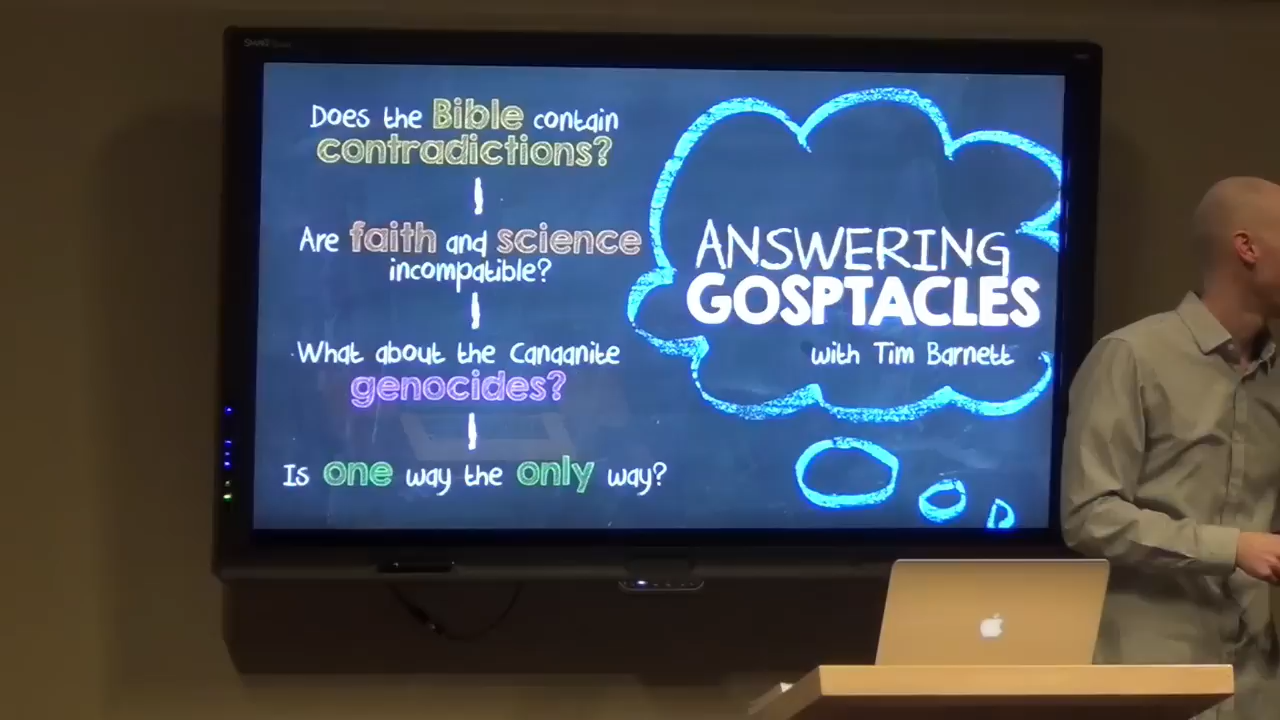 SMART
Does the Bible contain
contradictions?
Are faith and science
incompatible?
What about the Canaanite
genocides?
Is one way the only way?
ANSWERING
GOSPTACLES
with Tim Barnett